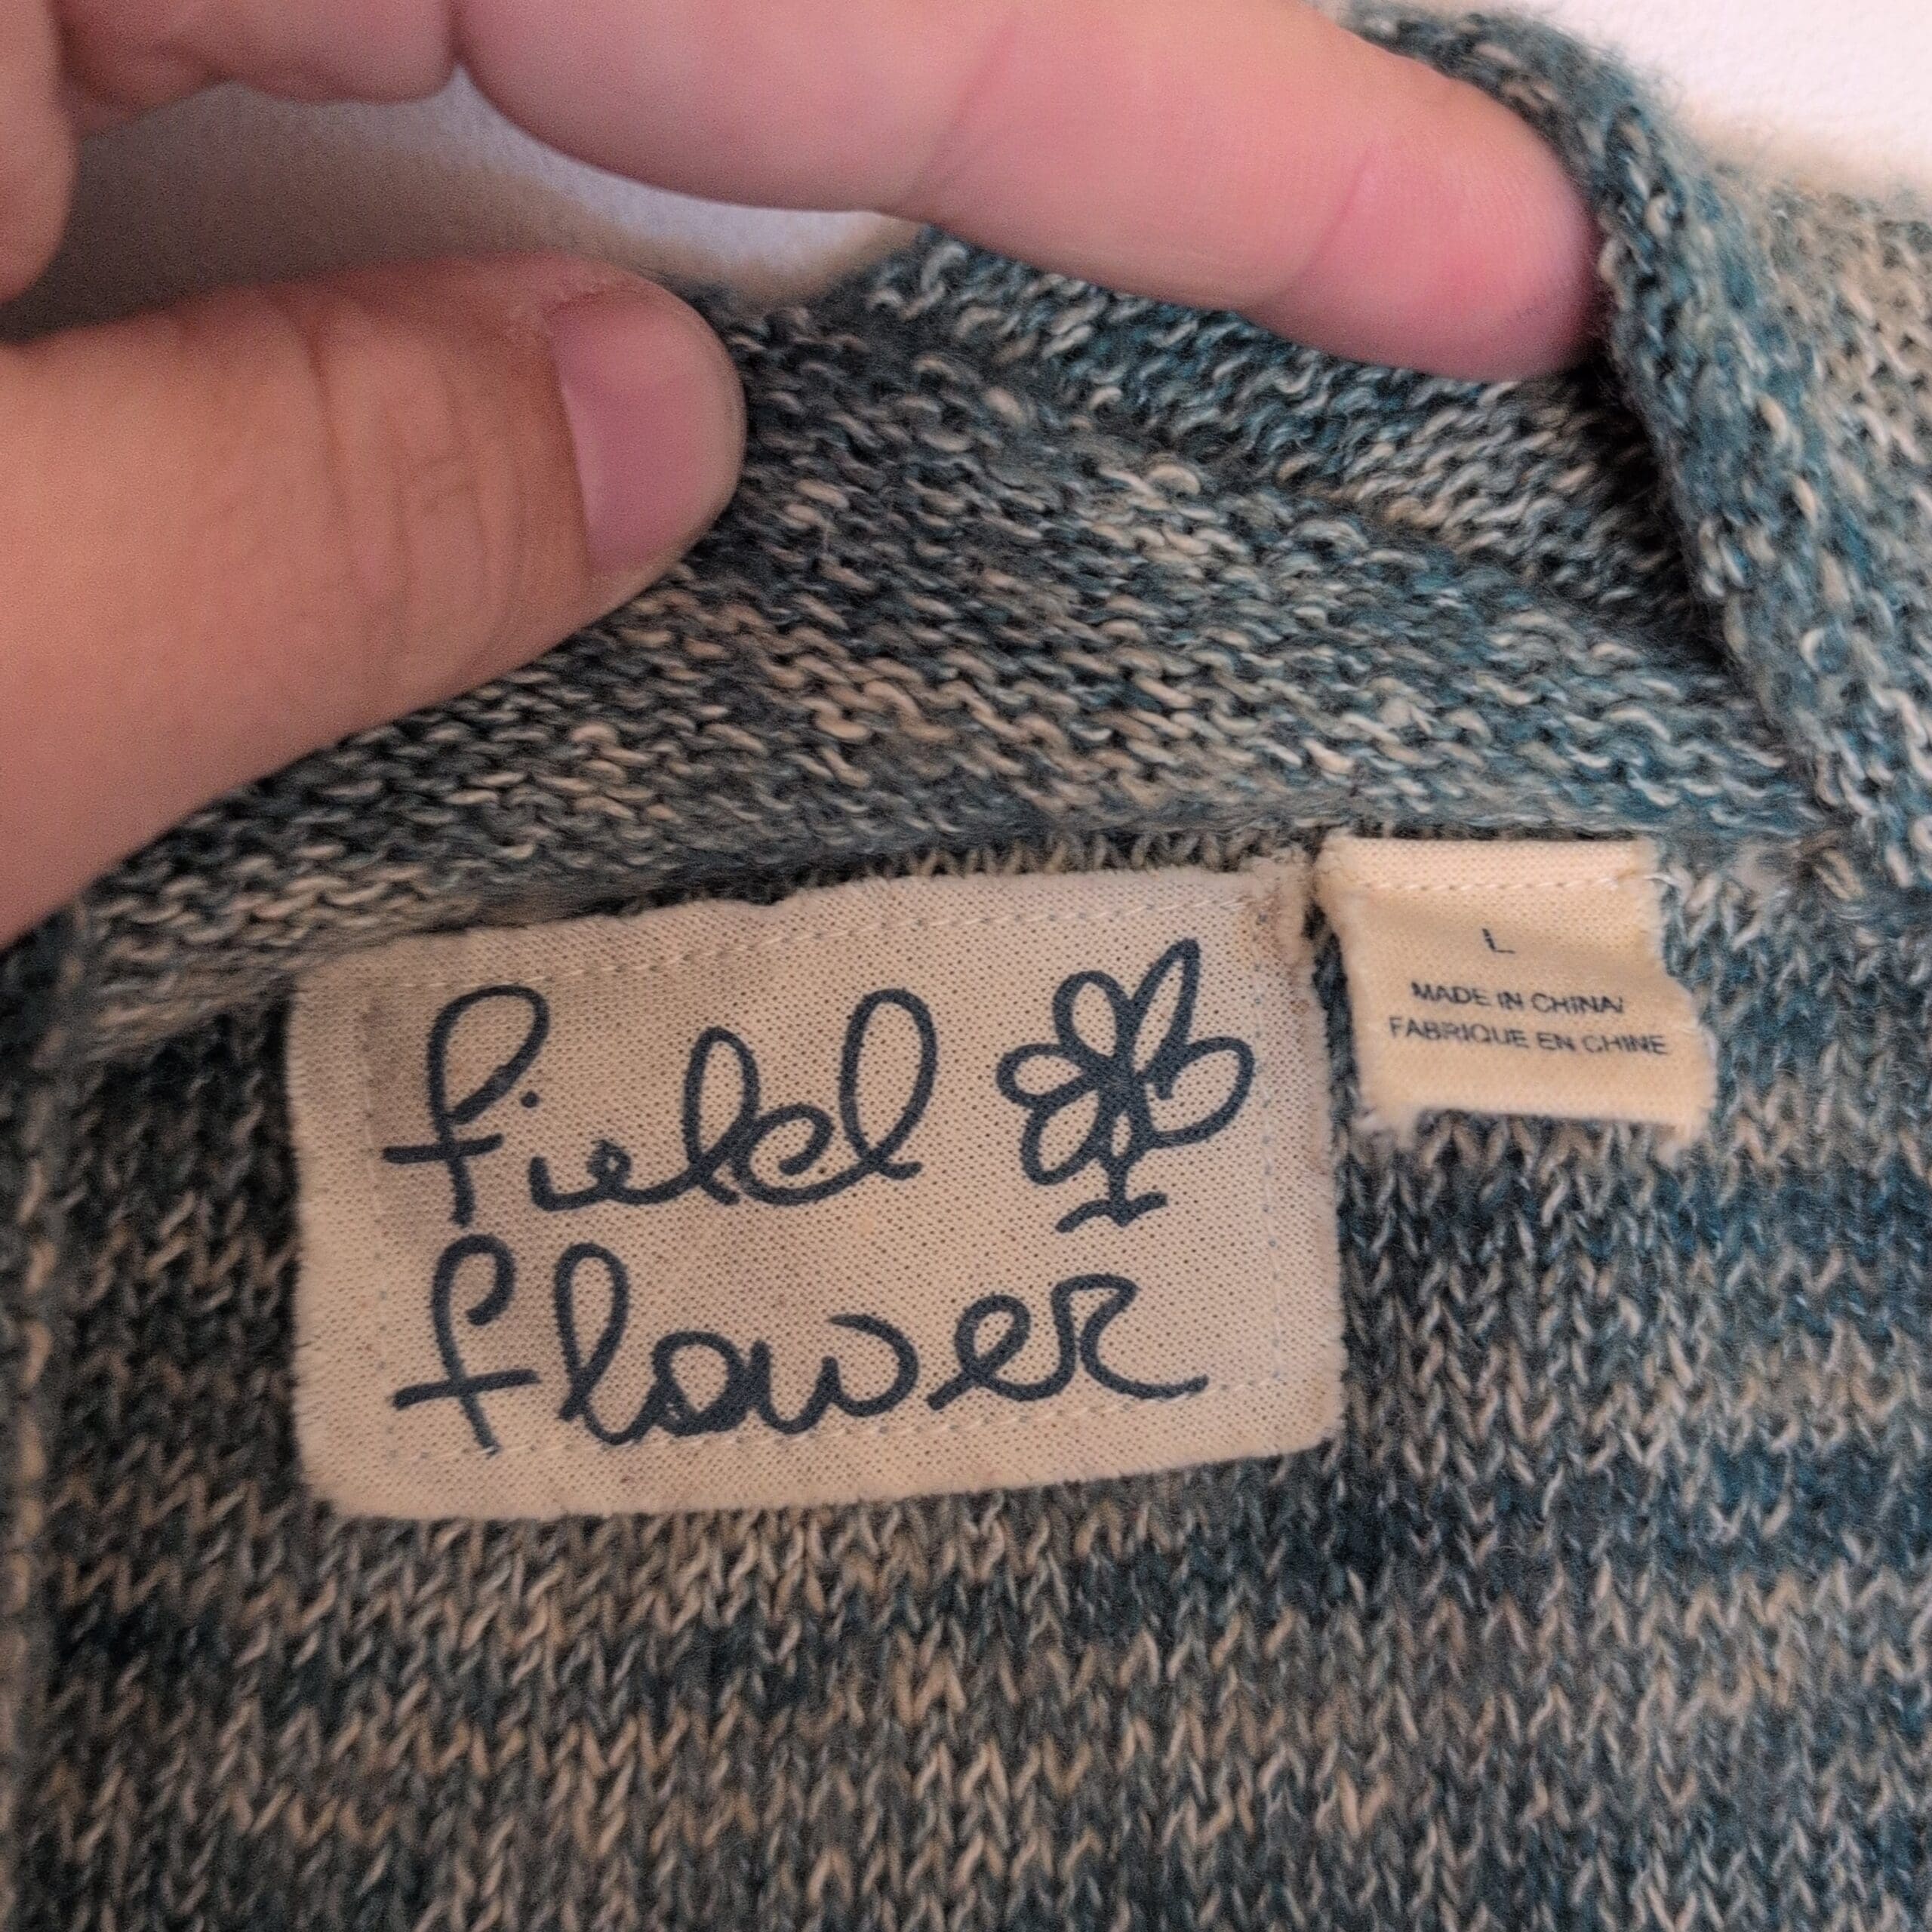 field
flower
L
MADE IN CHINA/
FABRIQUE EN CHINE